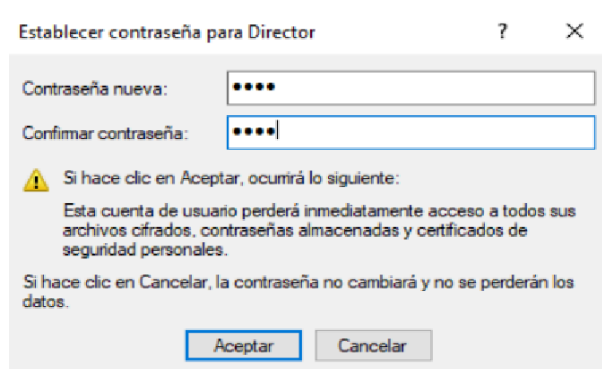 Establecer contraseña para Director ? ×
Contraseña nueva: ••••
Confirmar contraseña: ••••
Si hace clic en Aceptar, ocurrirá lo siguiente:
Esta cuenta de usuario perderá inmediatamente acceso a todos sus
archivos cifrados, contraseñas almacenadas y certificados de
seguridad personales.
Si hace clic en Cancelar, la contraseña no cambiará y no se perderán los
datos.
Aceptar Cancelar